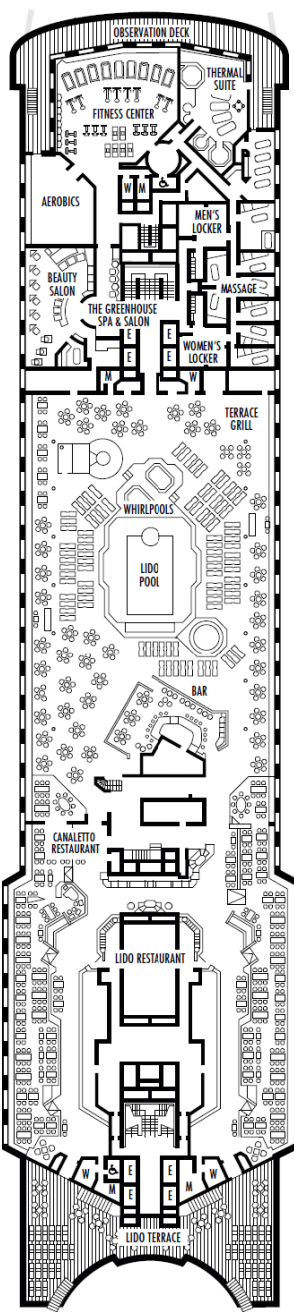 OBSERVATION DECK
THERMAL
SUITE
FITNESS CENTER
W M
AEROBICS
MEN'S
LOCKER
BEAUTY
SALON
MASSAGE
THE GREENHOUSE
SPA & SALON
E E
WOMEN'S
LOCKER
E E
M W
TERRACE
GRILL
WHIRLPOOLS
LIDO
POOL
BAR
CANALETTO
RESTAURANT
LIDO RESTAURANT
W E E W
M E E M
LIDO TERRACE